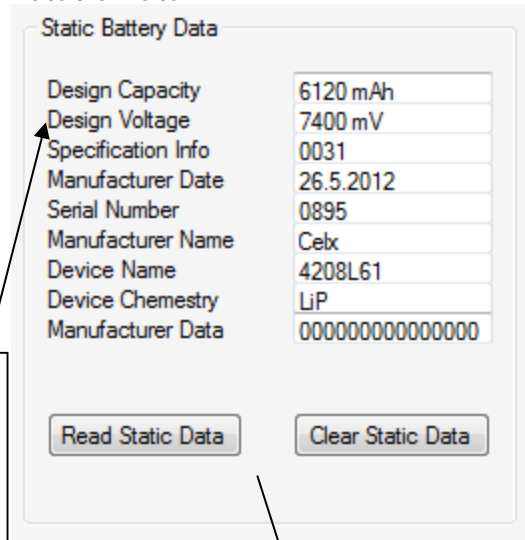 Static Battery Data
Design Capacity 6120 mAh
Design Voltage 7400 mV
Specification Info 0031
Manufacturer Date 26.5.2012
Serial Number 0895
Manufacturer Name Celx
Device Name 4208L61
Device Chemestry LiP
Manufacturer Data 000000000000000
Read Static Data Clear Static Data